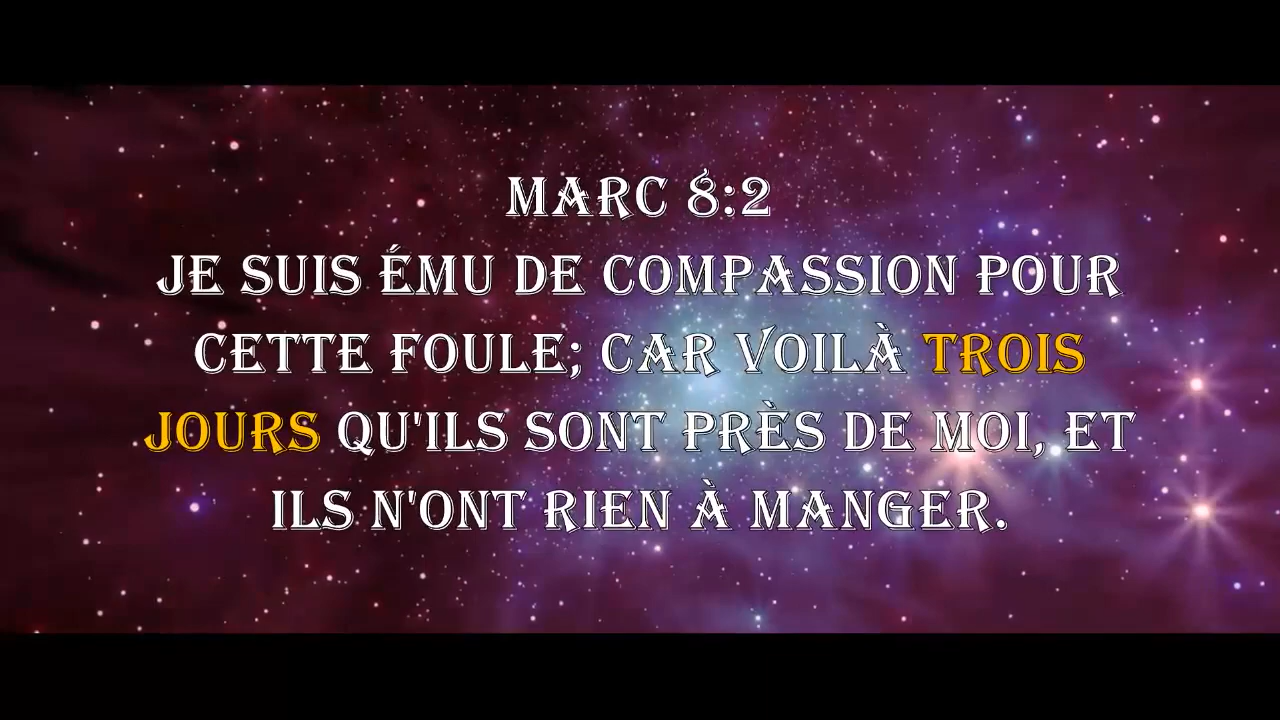 MARC 8:2
JE SUIS ÉMU DE COMPASSION POUR
CETTE FOULE; CAR VOILÀ TROIS
JOURS QU'ILS SONT PRÈS DE MOI, ET
ILS N'ONT RIEN À MANGER.